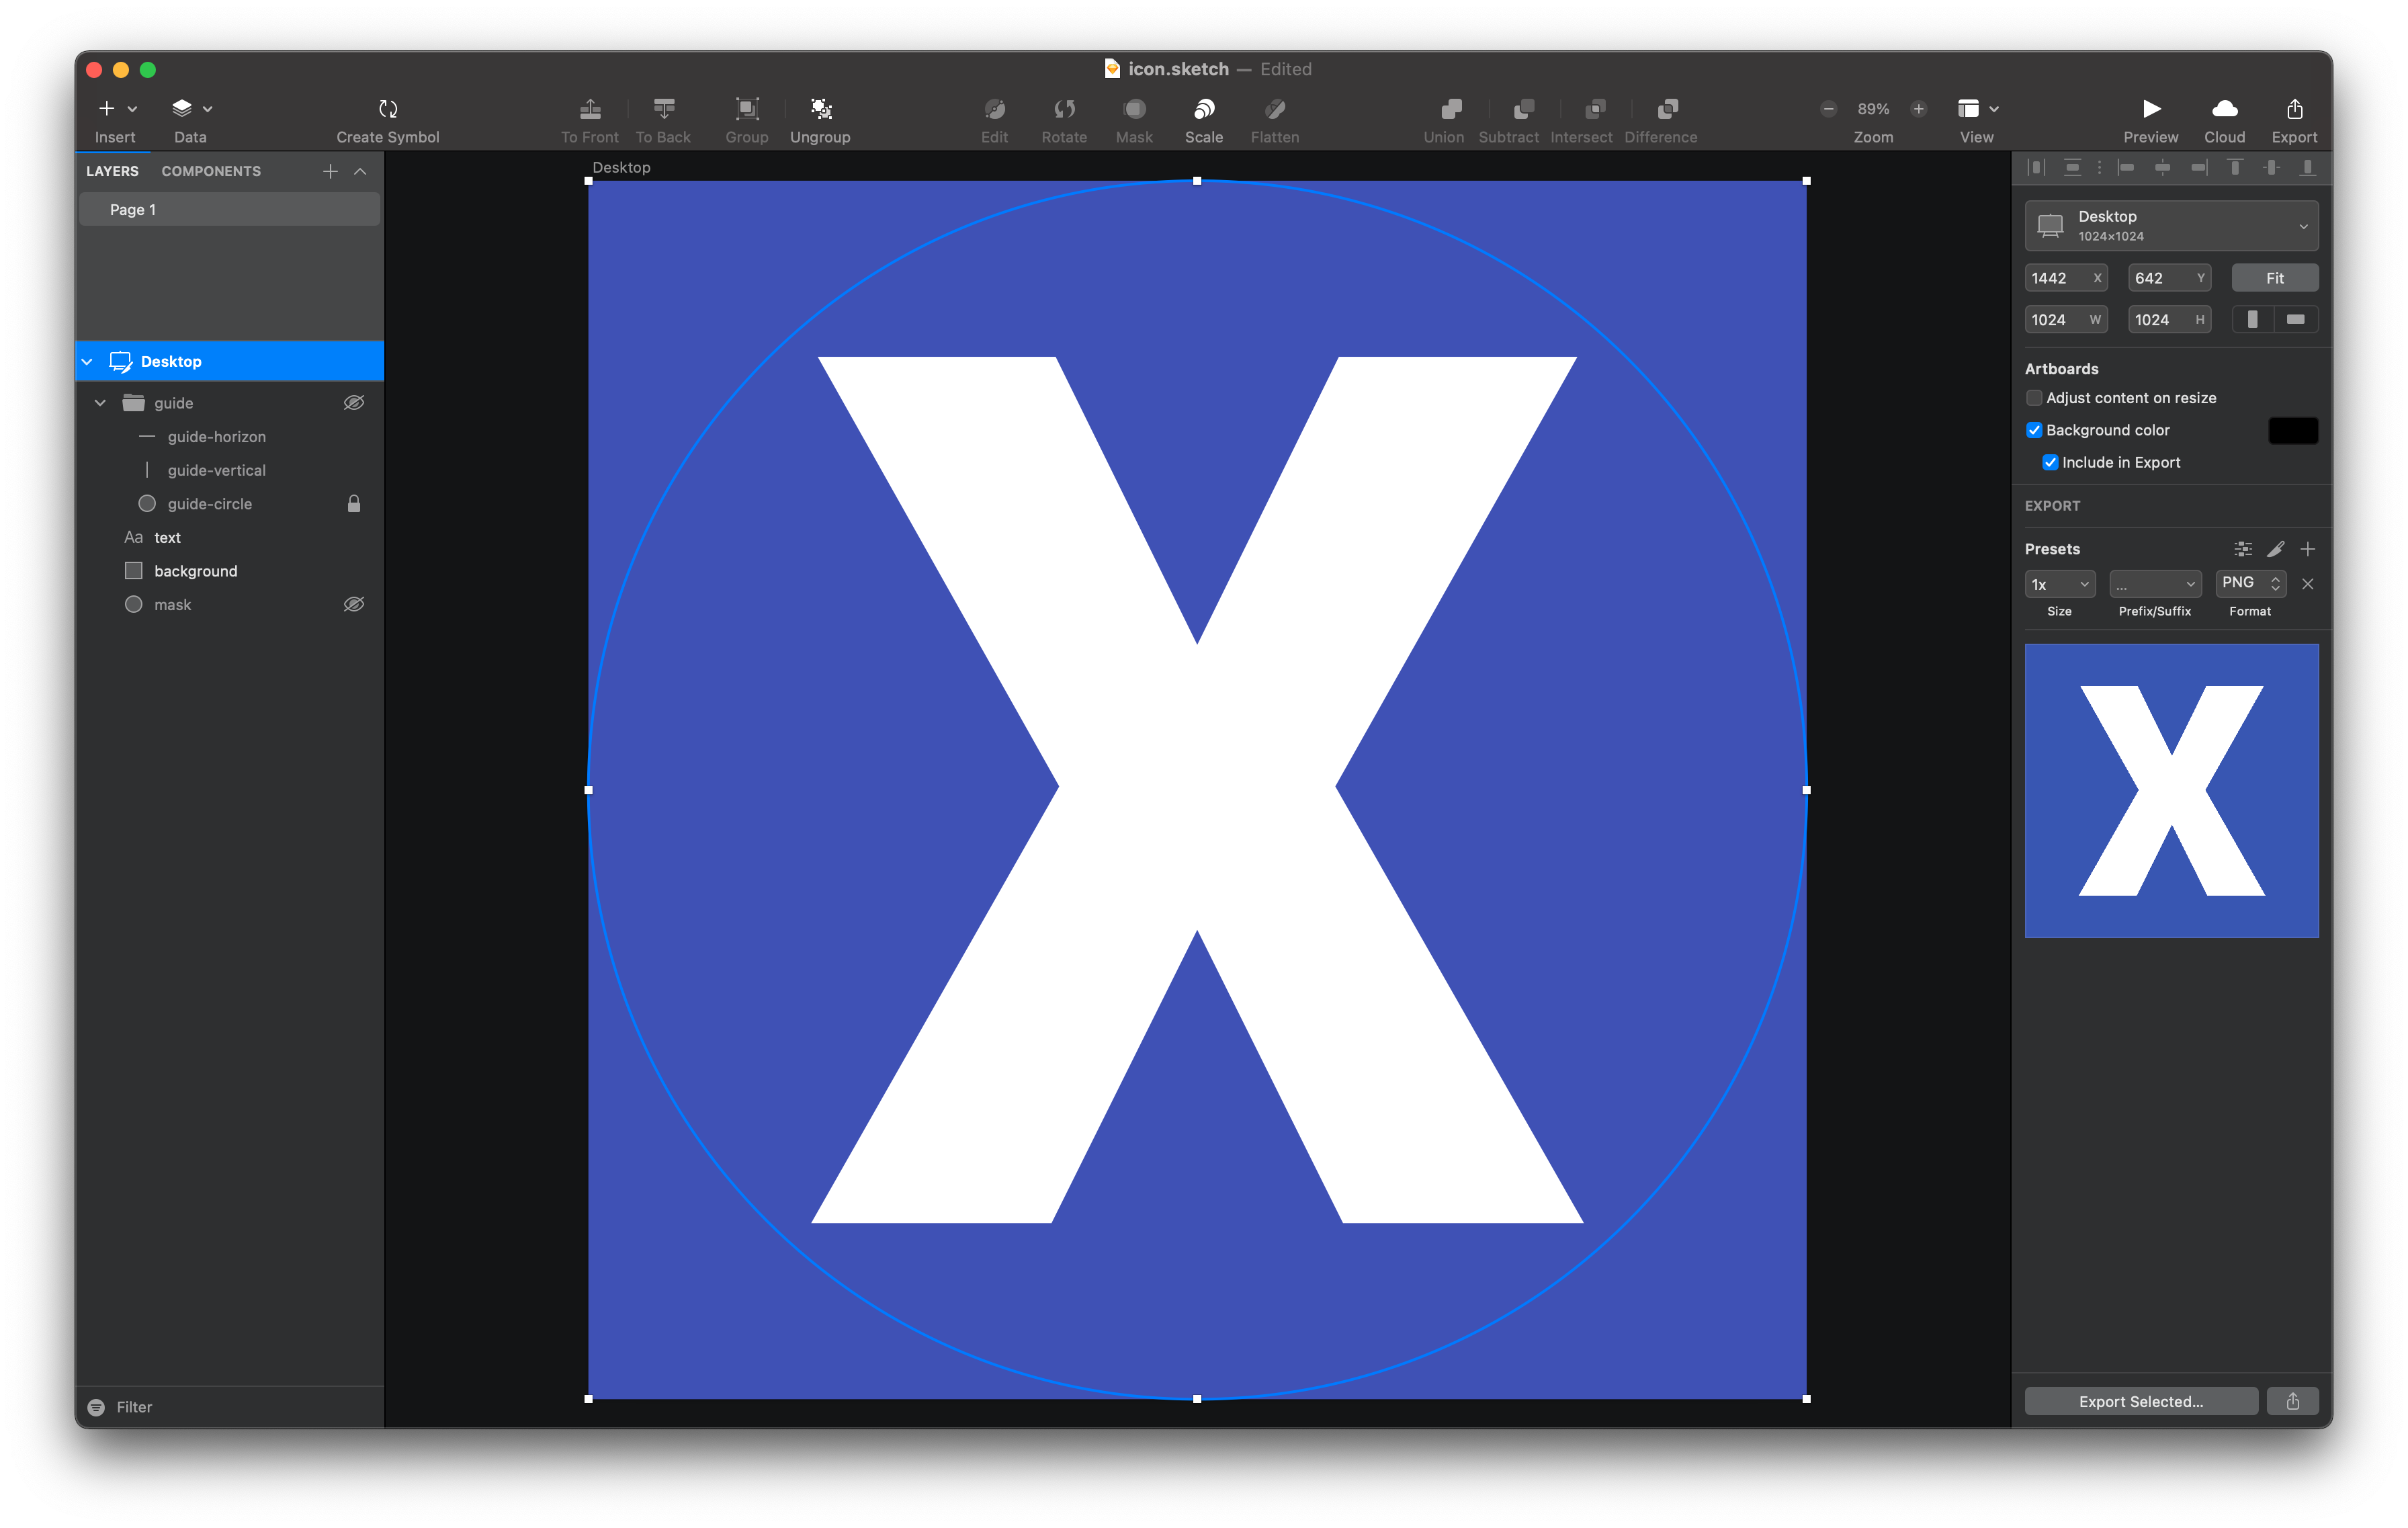 icon.sketch — Edited
Insert
Data
Create Symbol
To Front
To Back
Group
Ungroup
Edit
Rotate
Mask
Scale
Flatten
Union
Subtract
Intersect
Difference
89%
Zoom
View
Preview
Cloud
Export
LAYERS
COMPONENTS
Page 1
Desktop
guide
guide-horizon
guide-vertical
guide-circle
Aa text
background
mask
Filter
Desktop
X
Desktop
1024×1024
1442 X
642 Y
Fit
1024 W
1024 H
Artboards
Adjust content on resize
Background color
Include in Export
EXPORT
Presets
1x
...
PNG
Size
Prefix/Suffix
Format
X
Export Selected...